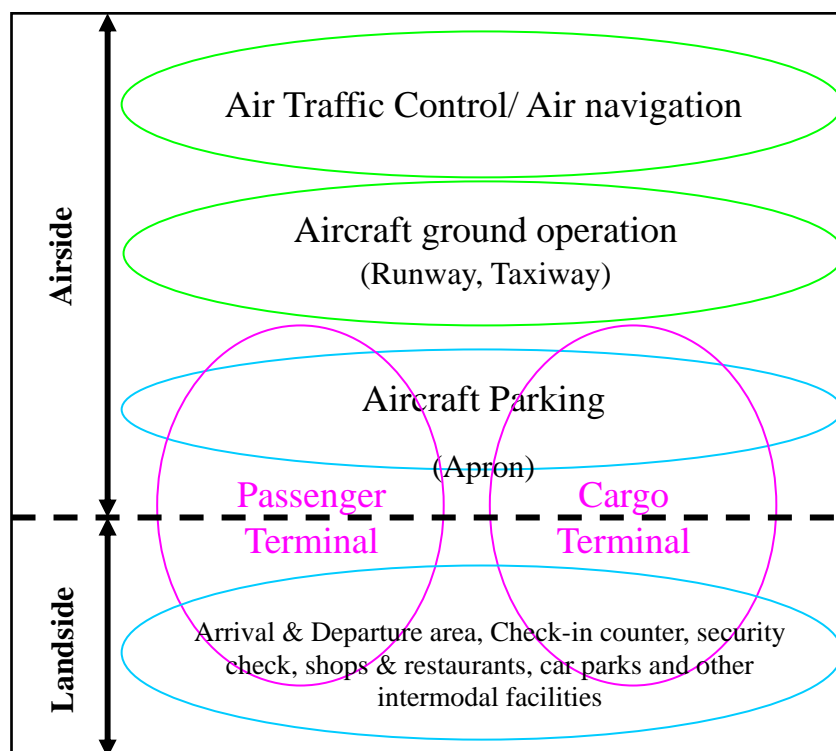 Airside
Air Traffic Control/ Air navigation
Aircraft ground operation
(Runway, Taxiway)
Aircraft Parking
(Apron)
Passenger
Terminal
Cargo
Terminal
Landside
Arrival & Departure area, Check-in counter, security
check, shops & restaurants, car parks and other
intermodal facilities